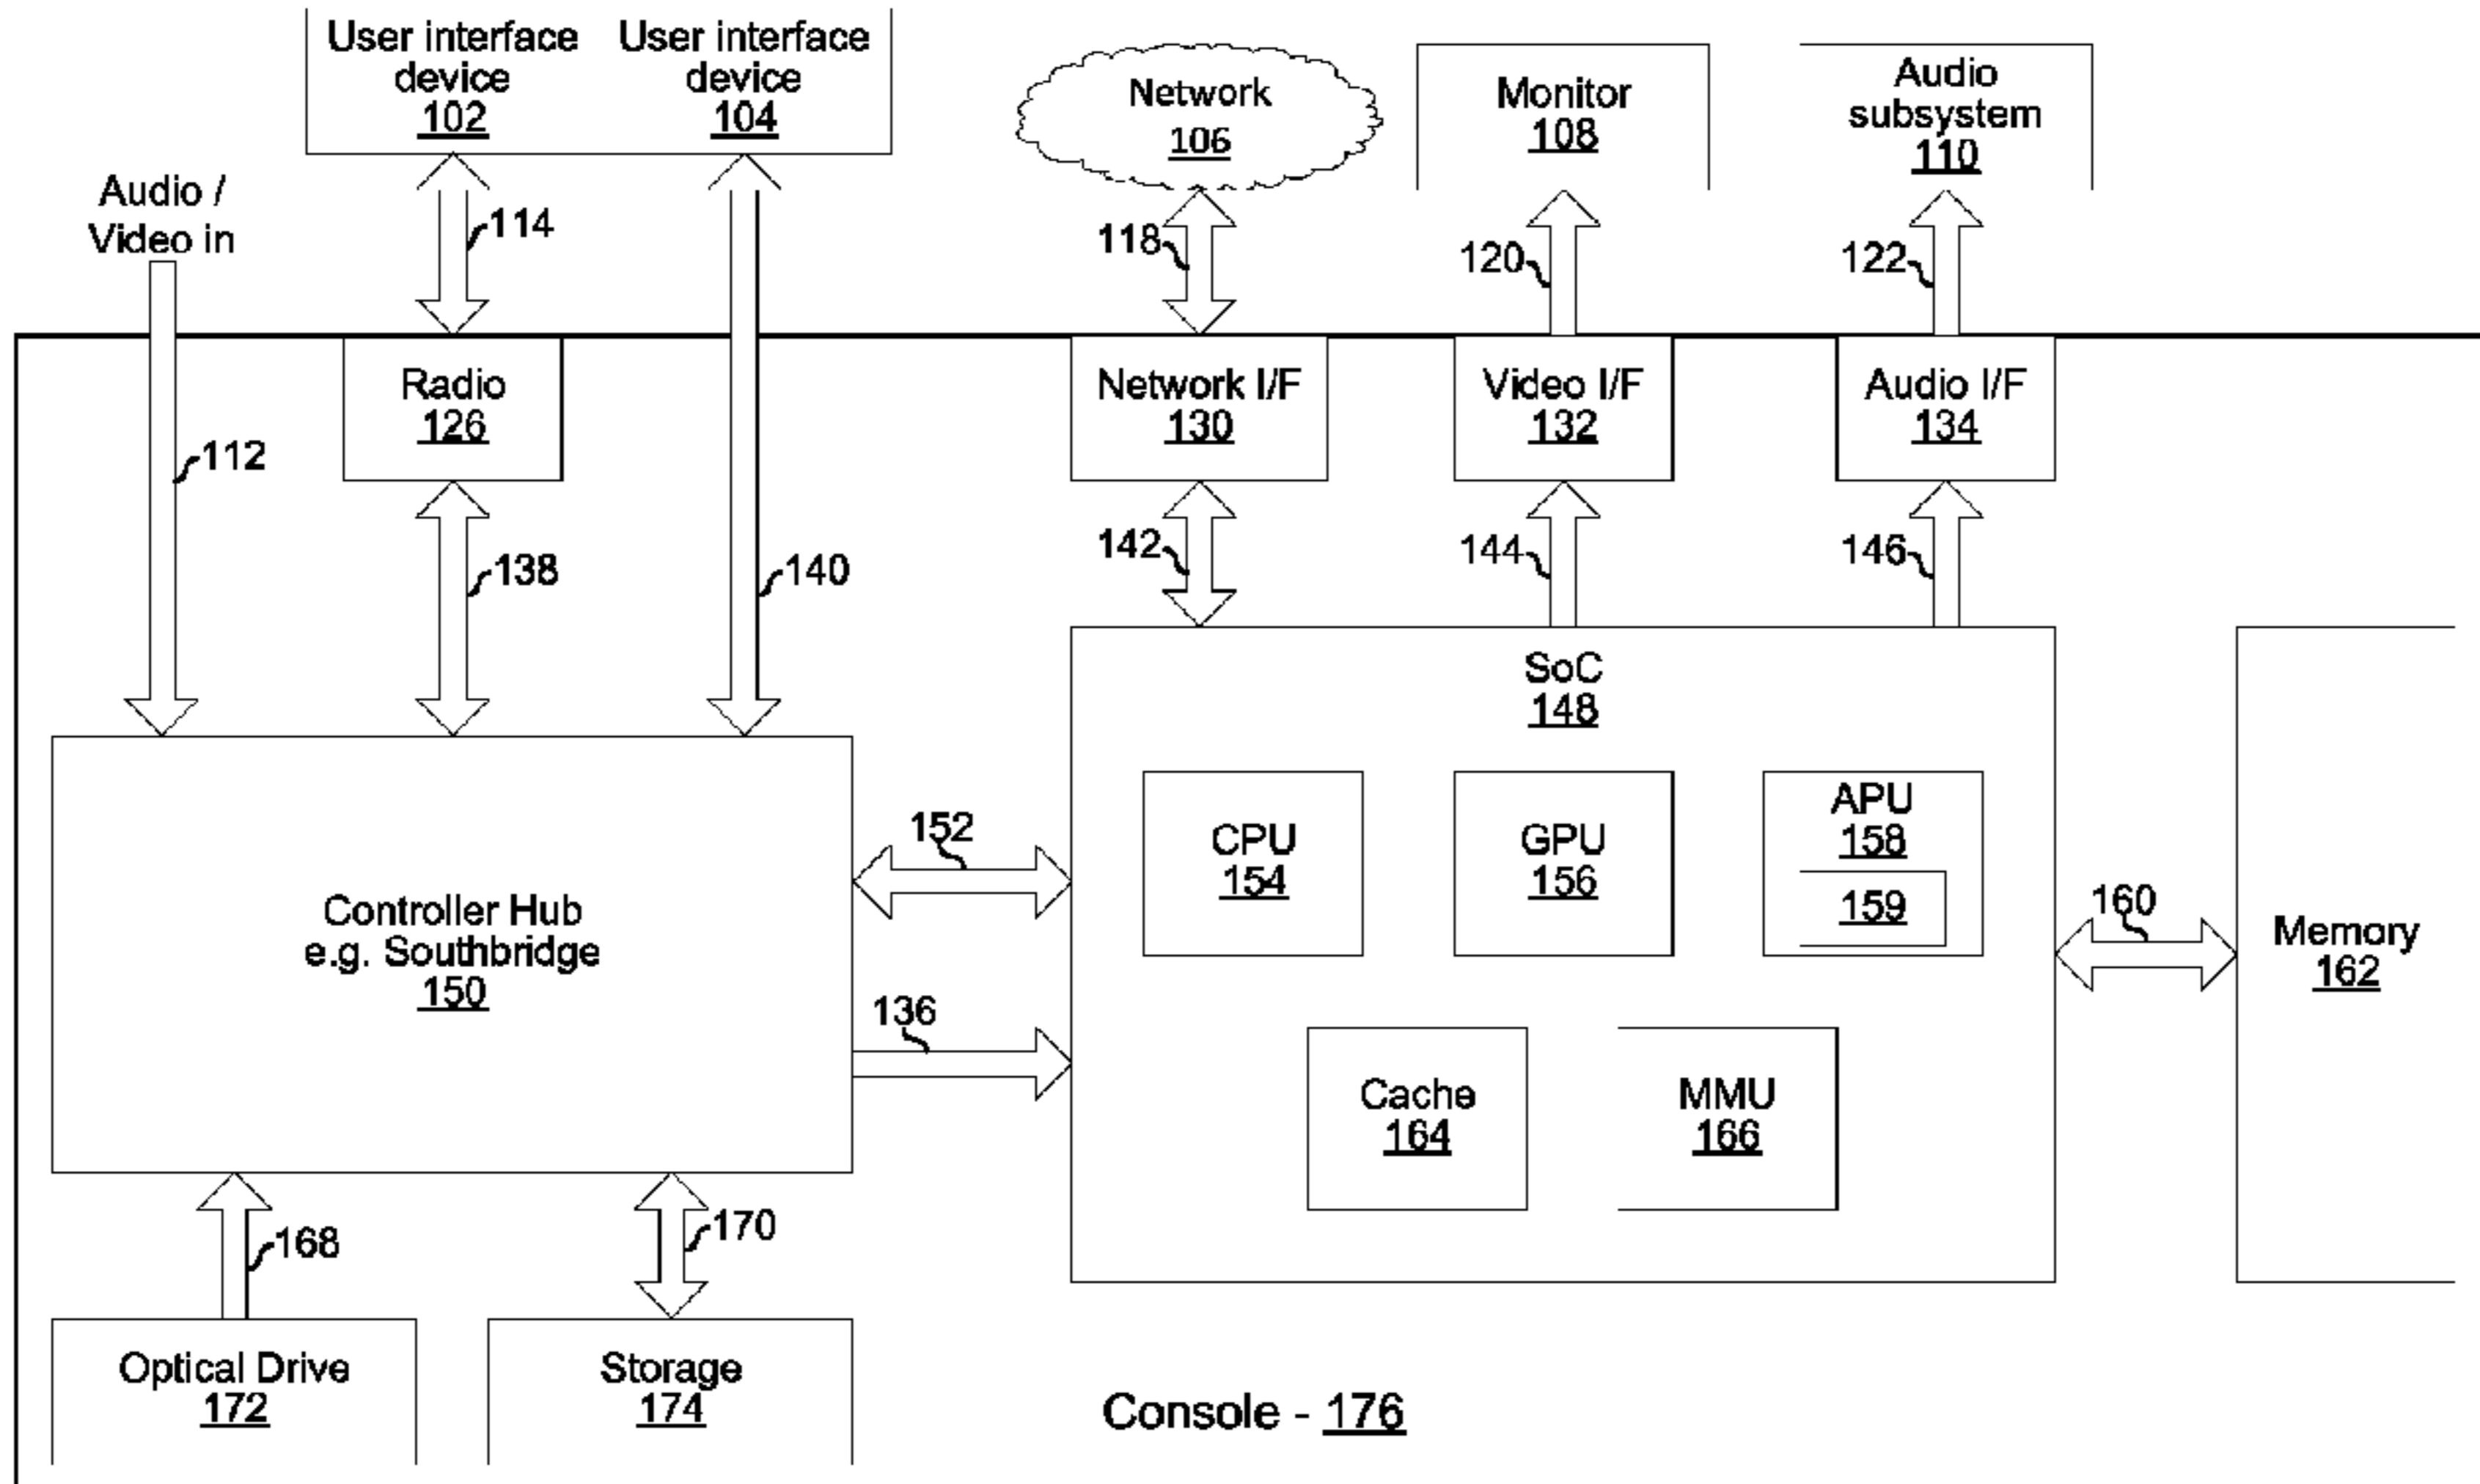 User interface
device
102
User interface
device
104
Network
106
Monitor
108
Audio
subsystem
110
Audio /
Video in
114
118
120
122
Radio
126
Network I/F
130
Video I/F
132
Audio I/F
134
112
138
140
142
144
146
SoC
148
CPU
154
GPU
156
APU
158
159
152
160
Memory
162
Controller Hub
e.g. Southbridge
150
136
Cache
164
MMU
166
168
170
Optical Drive
172
Storage
174
Console - 176